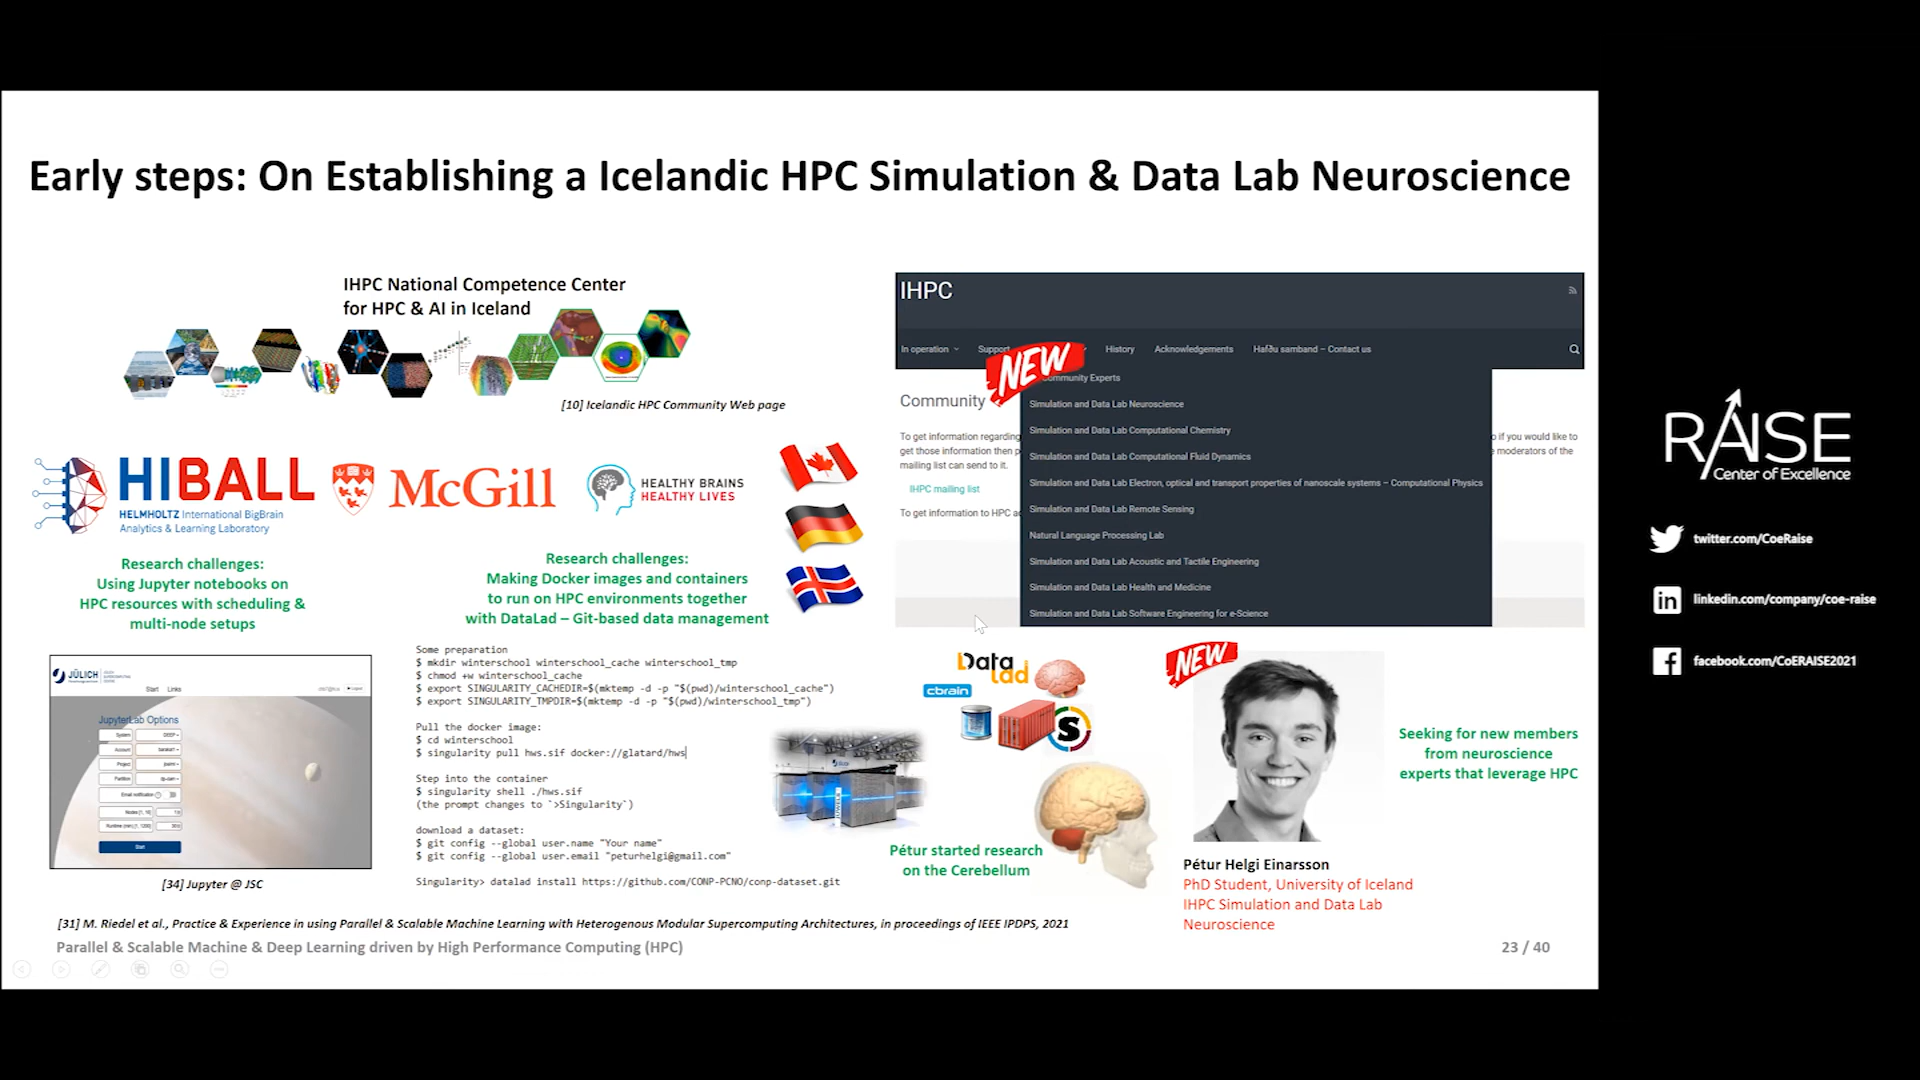 Early steps: On Establishing a Icelandic HPC Simulation & Data Lab Neuroscience
IHPC National Competence Center
for HPC & AI in Iceland
[10] Icelandic HPC Community Web page
HIBALL
HELMHOLTZ International BigBrain
Analytics & Learning Laboratory
McGill
HEALTHY BRAINS
HEALTHY LIVES
Research challenges:
Using Jupyter notebooks on
HPC resources with scheduling &
multi-node setups
Research challenges:
Making Docker images and containers
to run on HPC environments together
with DataLad – Git-based data management
JÜLICH
Start Links
JupyterLab Options
System DEEP
Account
Project
Partition
Email notification
Start
[34] Jupyter @ JSC
Some preparation
$ mkdir winterschool winterschool_cache winterschool_tmp
$ chmod +w winterschool_cache
$ export SINGULARITY_CACHEDIR=$(mktemp -d -p "$(pwd)/winterschool_cache")
$ export SINGULARITY_TMPDIR=$(mktemp -d -p "$(pwd)/winterschool_tmp")
Pull the docker image:
$ cd winterschool
$ singularity pull hws.sif docker://glatard/hws
Step into the container
$ singularity shell ./hws.sif
(the prompt changes to `>Singularity`)
download a dataset:
$ git config --global user.name "Your name"
$ git config --global user.email "peturhelgi@gmail.com"
Singularity> datalad install https://github.com/CONP-PCNO/conp-dataset.git
IHPC
In operation Support History Acknowledgements Hafðu samband – Contact us
NEW
Community Experts
Simulation and Data Lab Neuroscience
Simulation and Data Lab Computational Chemistry
Simulation and Data Lab Computational Fluid Dynamics
Simulation and Data Lab Electron, optical and transport properties of nanoscale systems – Computational Physics
Simulation and Data Lab Remote Sensing
Natural Language Processing Lab
Simulation and Data Lab Acoustic and Tactile Engineering
Simulation and Data Lab Health and Medicine
Simulation and Data Lab Software Engineering for e-Science
Community
To get information regarding
o if you would like to
get those information then p
e moderators of the
mailing list can send to it.
IHPC mailing list
To get information to HPC a
Data
lad
cbrain
S
NEW
Pétur started research
on the Cerebellum
Seeking for new members
from neuroscience
experts that leverage HPC
Pétur Helgi Einarsson
PhD Student, University of Iceland
IHPC Simulation and Data Lab
Neuroscience
[31] M. Riedel et al., Practice & Experience in using Parallel & Scalable Machine Learning with Heterogenous Modular Supercomputing Architectures, in proceedings of IEEE IPDPS, 2021
Parallel & Scalable Machine & Deep Learning driven by High Performance Computing (HPC)
23 / 40
RAISE
Center of Excellence
twitter.com/CoeRaise
linkedin.com/company/coe-raise
facebook.com/CoERAISE2021